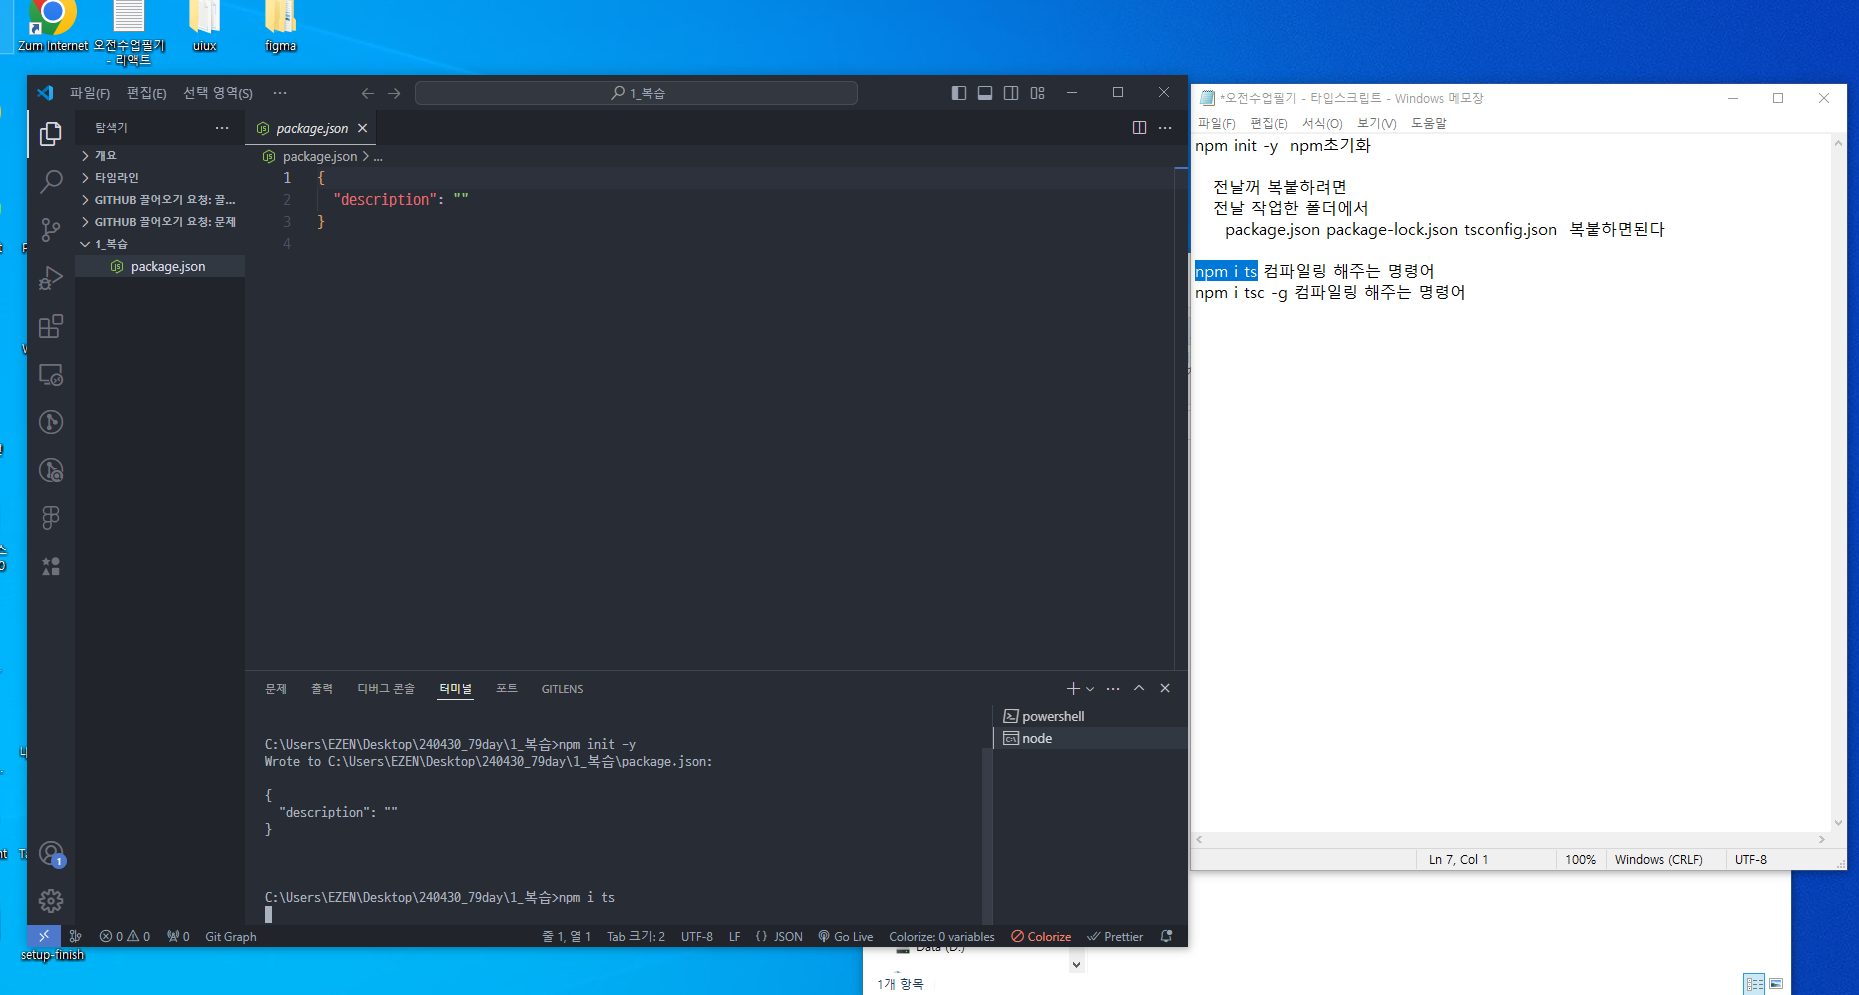 Zum Internet
오전수업필기 - 리액트
uiux
figma
파일(F) 편집(E) 선택 영역(S) ···
1_복습
탐색기 ···
package.json
개요
package.json > ...
타임라인
GITHUB 끌어오기 요청: 끌...
GITHUB 끌어오기 요청: 문제
1_복습
package.json
1 {
2 "description": ""
3 }
4
문제 출력 디버그 콘솔 터미널 포트 GITLENS
powershell
node
C:\Users\EZEN\Desktop\240430_79day\1_복습>npm init -y
Wrote to C:\Users\EZEN\Desktop\240430_79day\1_복습\package.json:
{
"description": ""
}
C:\Users\EZEN\Desktop\240430_79day\1_복습>npm i ts
1
0 0 0 Git Graph 줄 1, 열 1 Tab 크기: 2 UTF-8 LF {} JSON Go Live Colorize: 0 variables Colorize Prettier
setup-finish
*오전수업필기 - 타입스크립트 - Windows 메모장
파일(F) 편집(E) 서식(O) 보기(V) 도움말
npm init -y npm초기화
전날꺼 복붙하려면
전날 작업한 폴더에서
package.json package-lock.json tsconfig.json 복붙하면된다
npm i ts 컴파일링 해주는 명령어
npm i tsc -g 컴파일링 해주는 명령어
Ln 7, Col 1 100% Windows (CRLF) UTF-8
Data (D:)
1개 항목